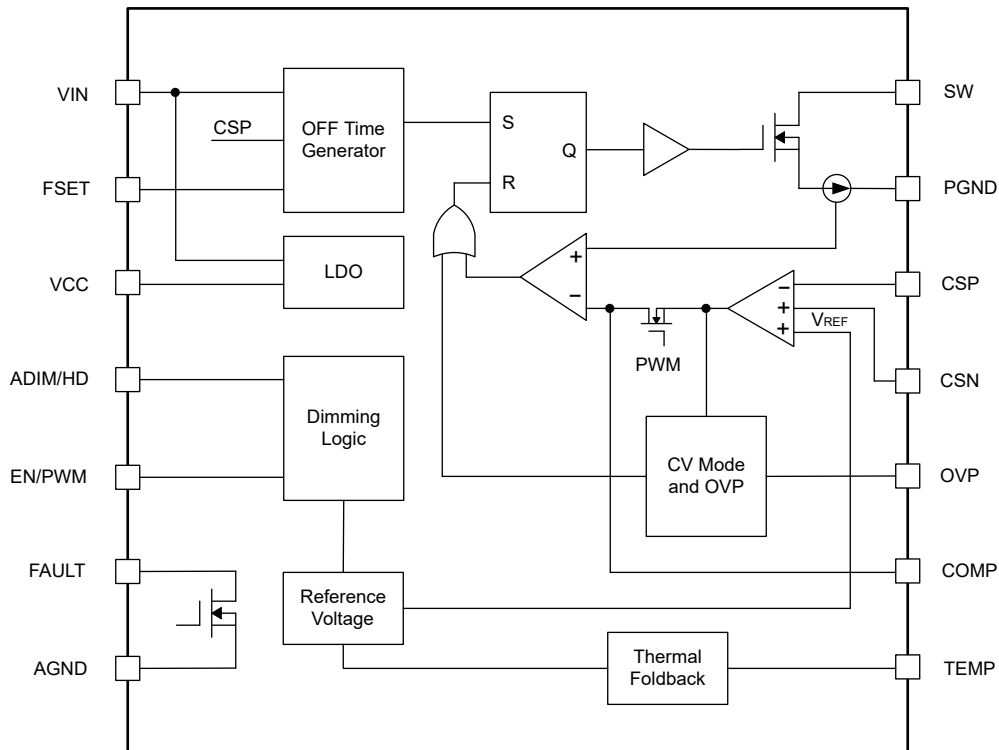 VIN
FSET
VCC
ADIM/HD
EN/PWM
FAULT
AGND
CSP
OFF Time
Generator
LDO
Dimming
Logic
Reference
Voltage
S
R
Q
+
−
PWM
−
+
+
VREF
CV Mode
and OVP
Thermal
Foldback
SW
PGND
CSP
CSN
OVP
COMP
TEMP